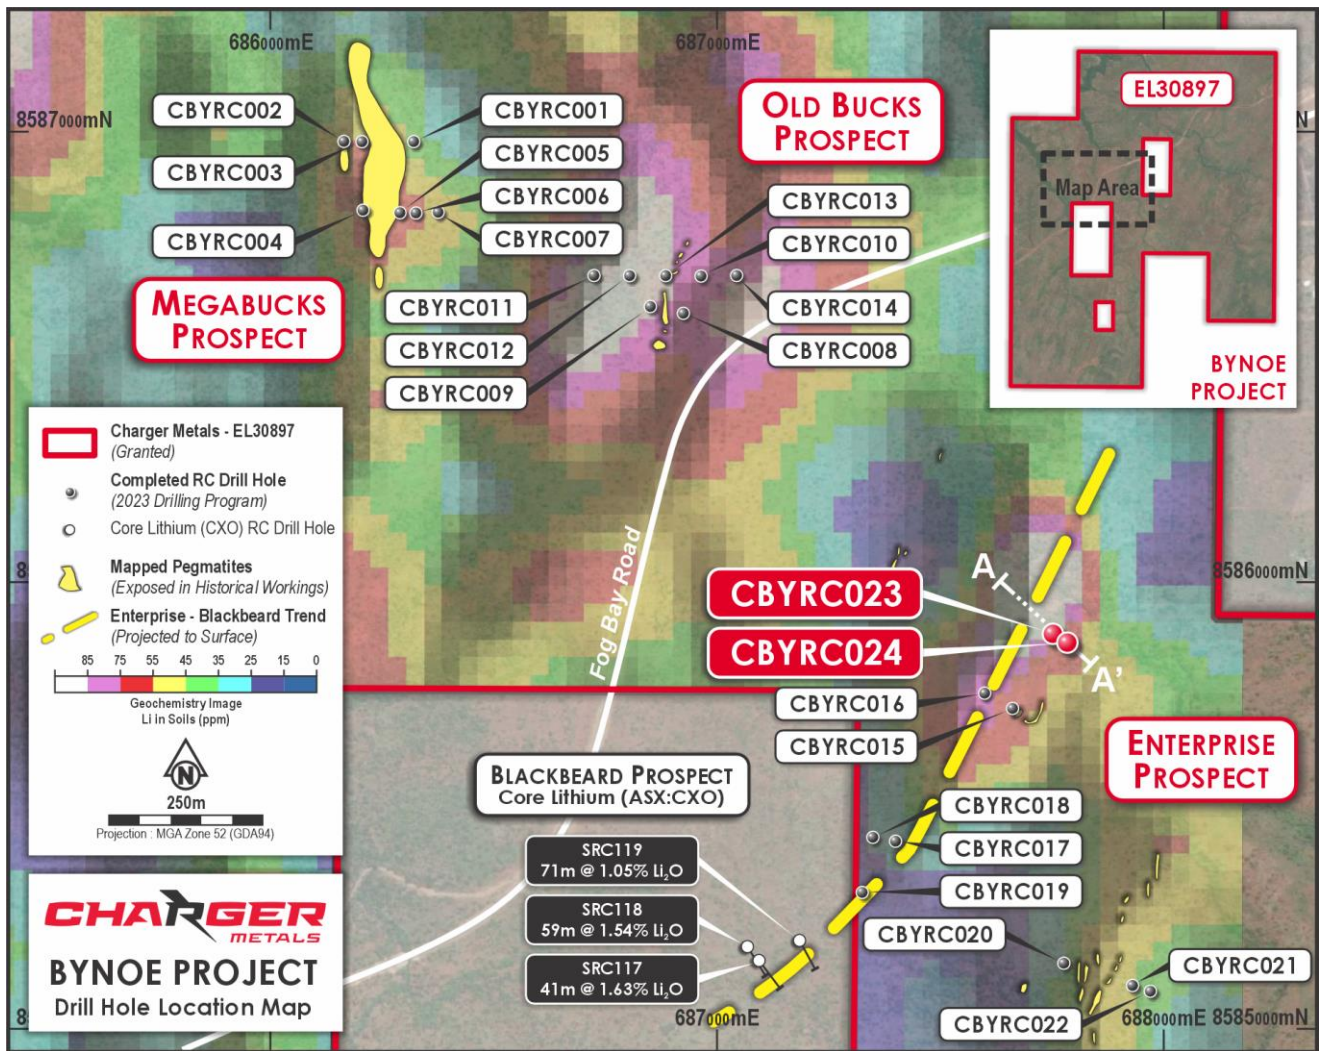 686000mE
687000mE
8587000mN
N
CBYRC002
CBYRC001
CBYRC005
CBYRC003
CBYRC006
CBYRC004
CBYRC007
MEGABUCKS
PROSPECT
OLD BUCKS
PROSPECT
CBYRC013
CBYRC010
CBYRC011
CBYRC014
CBYRC012
CBYRC008
CBYRC009
EL30897
Map Area
BYNOE
PROJECT
Charger Metals - EL30897
(Granted)
Completed RC Drill Hole
(2023 Drilling Program)
Core Lithium (CXO) RC Drill Hole
Mapped Pegmatites
(Exposed in Historical Workings)
Enterprise - Blackbeard Trend
(Projected to Surface)
85 75 55 45 35 25 15 0
Geochemistry Image
Li in Soils (ppm)
N
250m
Projection : MGA Zone 52 (GDA94)
CHARGER
METALS
BYNOE PROJECT
Drill Hole Location Map
Fog Bay Road
85
8586000mN
A
CBYRC023
CBYRC024
A'
CBYRC016
CBYRC015
ENTERPRISE
PROSPECT
BLACKBEARD PROSPECT
Core Lithium (ASX:CXO)
CBYRC018
CBYRC017
SRC119
71m @ 1.05% Li₂O
CBYRC019
SRC118
59m @ 1.54% Li₂O
CBYRC020
SRC117
41m @ 1.63% Li₂O
CBYRC021
CBYRC022
8
687000mE
688000mE
8585000mN